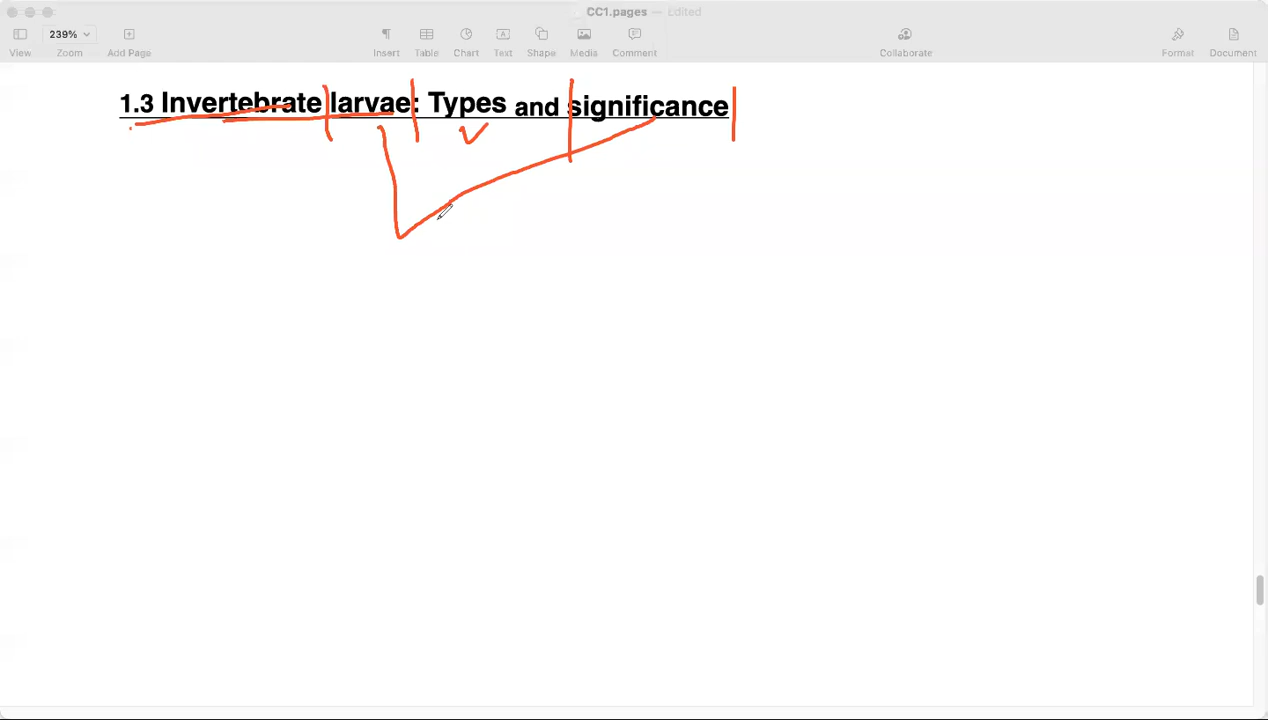 CC1.pages — Edited
239%
View Zoom Add Page Insert Table Chart Text Shape Media Comment Collaborate Format Document
1.3 Invertebrate larvae: Types and significance